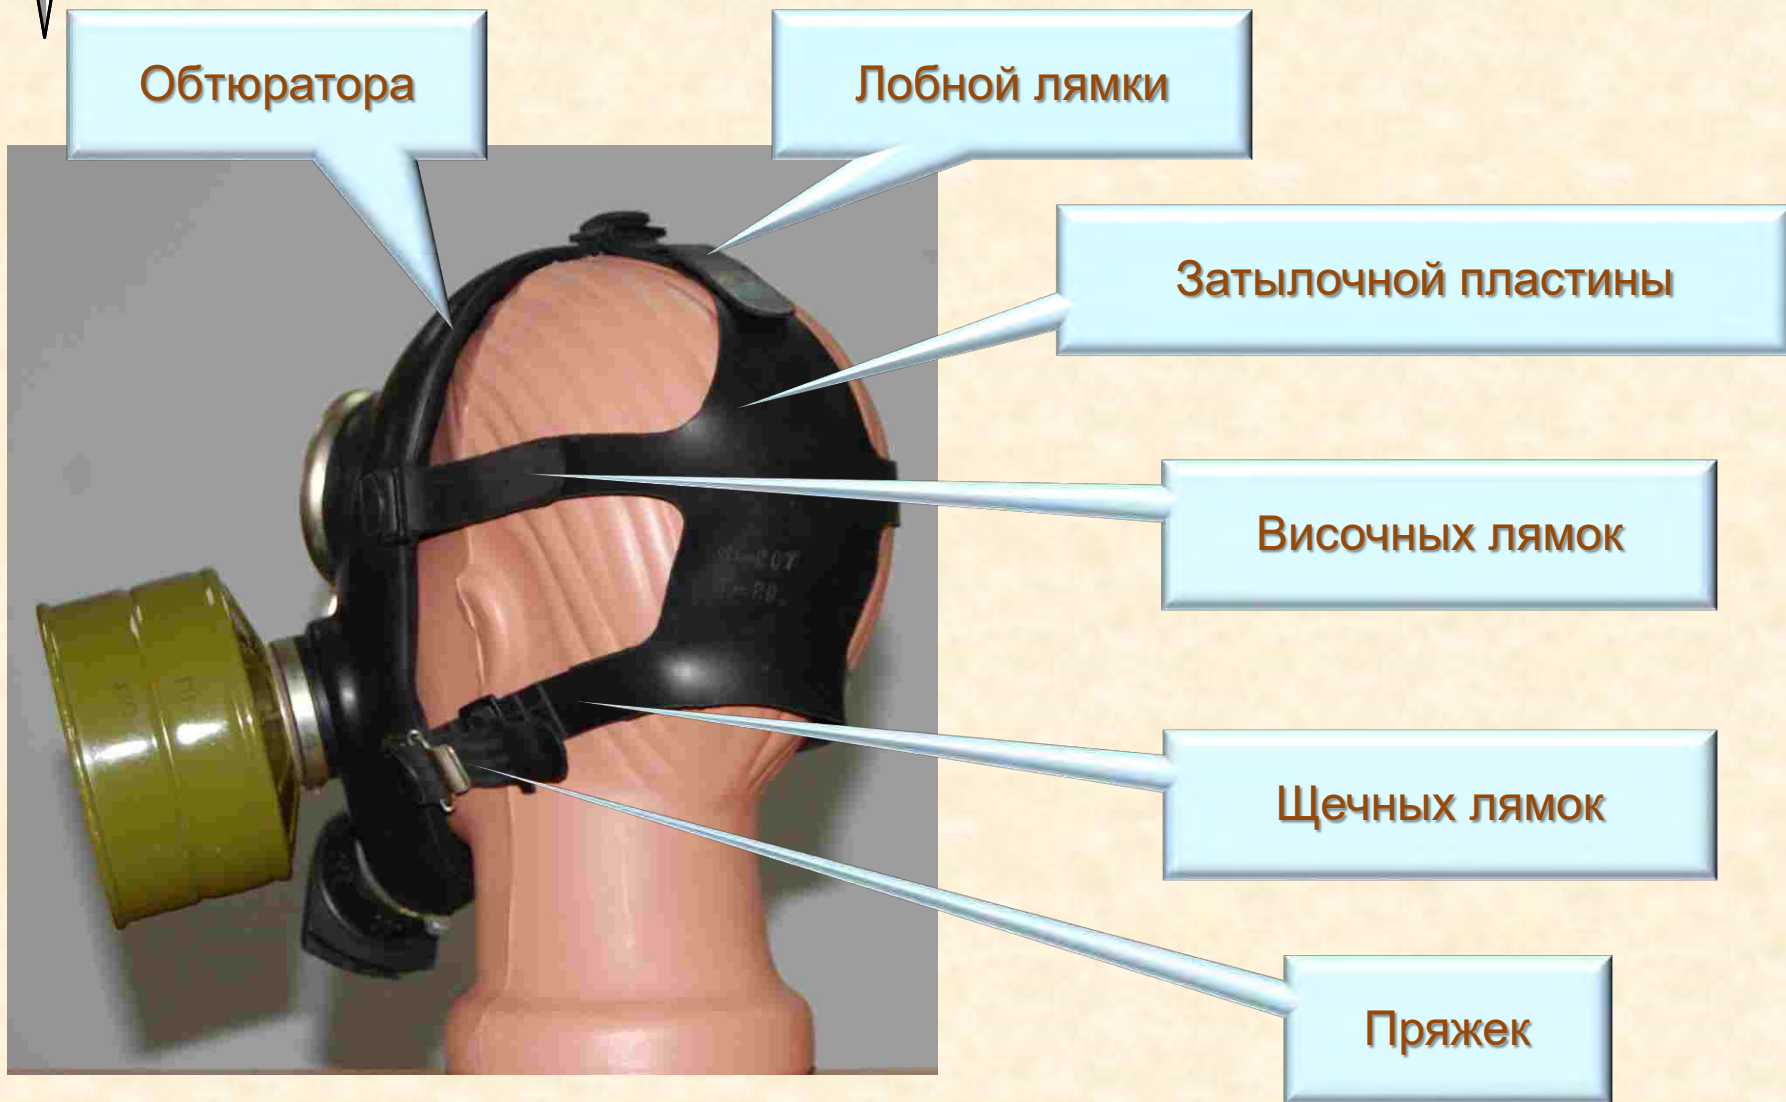 Обтюратора
Лобной лямки
Затылочной пластины
Височных лямок
Щечных лямок
Пряжек